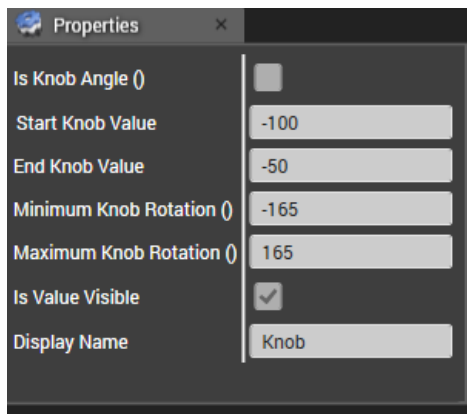 Properties ×
Is Knob Angle ()
Start Knob Value -100
End Knob Value -50
Minimum Knob Rotation () -165
Maximum Knob Rotation () 165
Is Value Visible
Display Name Knob